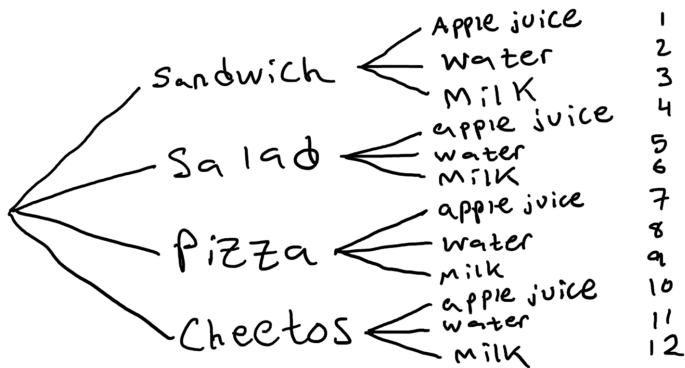 Apple juice 1
water 2
Sandwich
Milk 3
apple juice 4
Salad
water 5
Milk 6
apple juice 7
water 8
Pizza
Milk 9
apple juice 10
Cheetos
water 11
Milk 12